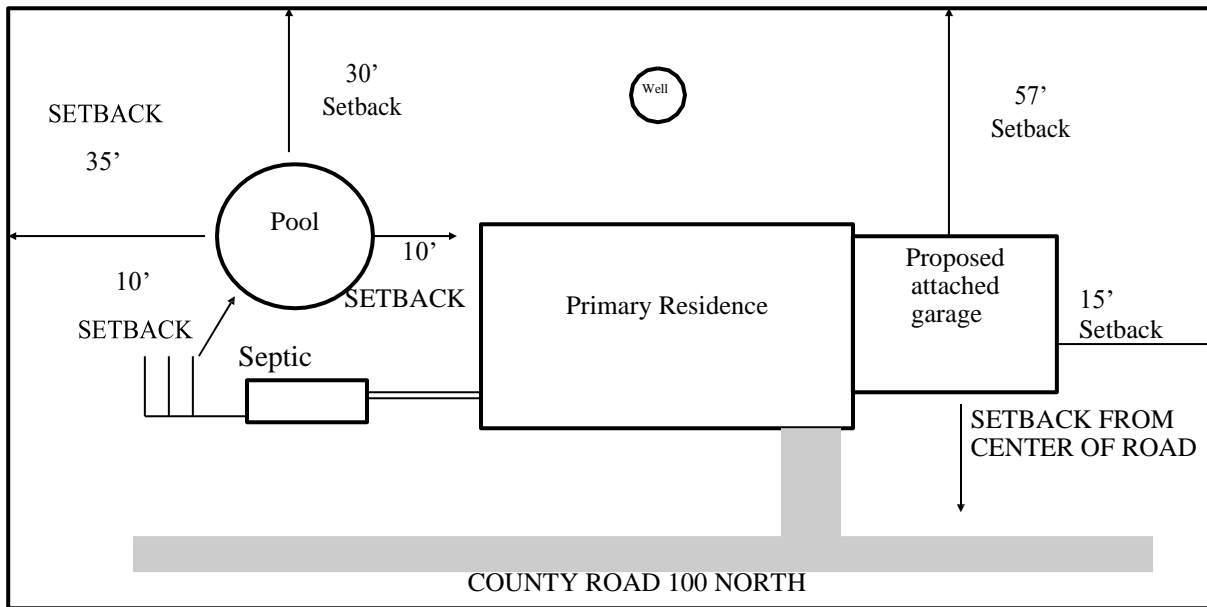 30’
Setback
Well
57’
Setback
SETBACK
35’
Pool
10’
SETBACK
10’
SETBACK
Septic
Primary Residence
Proposed
attached
garage
15’
Setback
SETBACK FROM
CENTER OF ROAD
COUNTY ROAD 100 NORTH